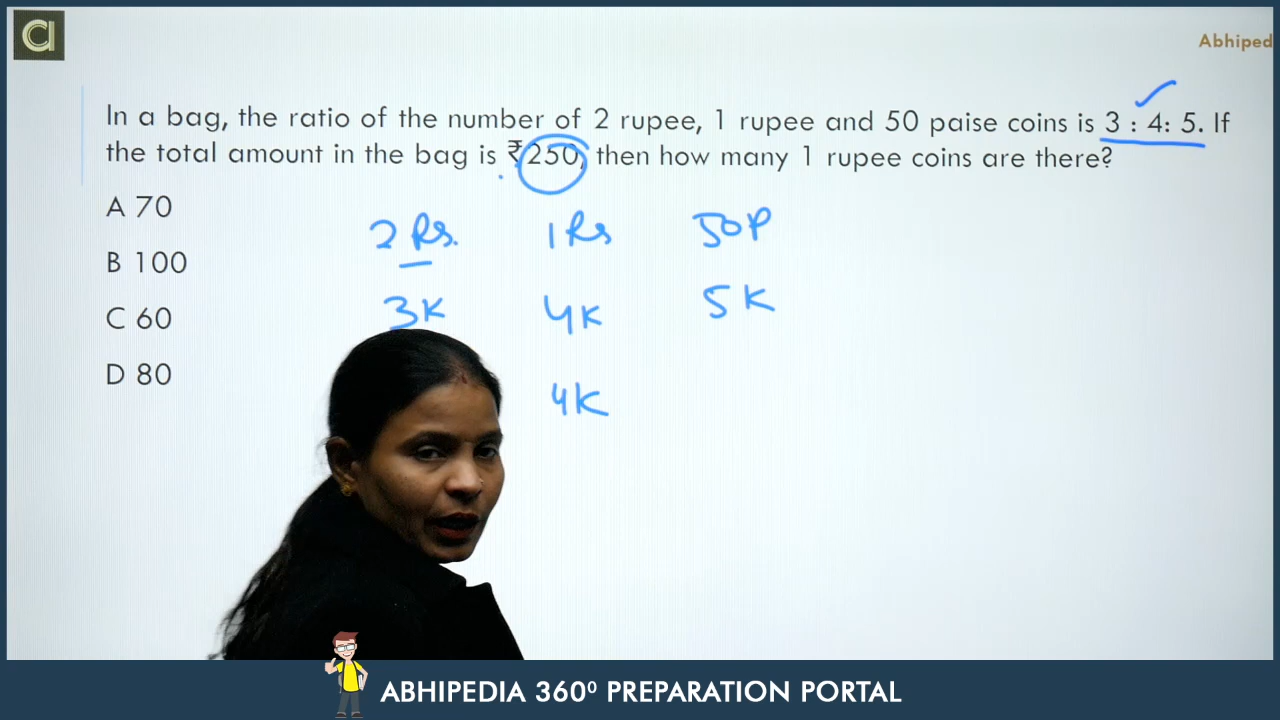 Abhiped
In a bag, the ratio of the number of 2 rupee, 1 rupee and 50 paise coins is 3 : 4: 5. If
the total amount in the bag is ₹250, then how many 1 rupee coins are there?
A 70
B 100
C 60
D 80
2 Rs. 1 Rs 50P
3K 4K 5K
4K
ABHIPEDIA 360⁰ PREPARATION PORTAL